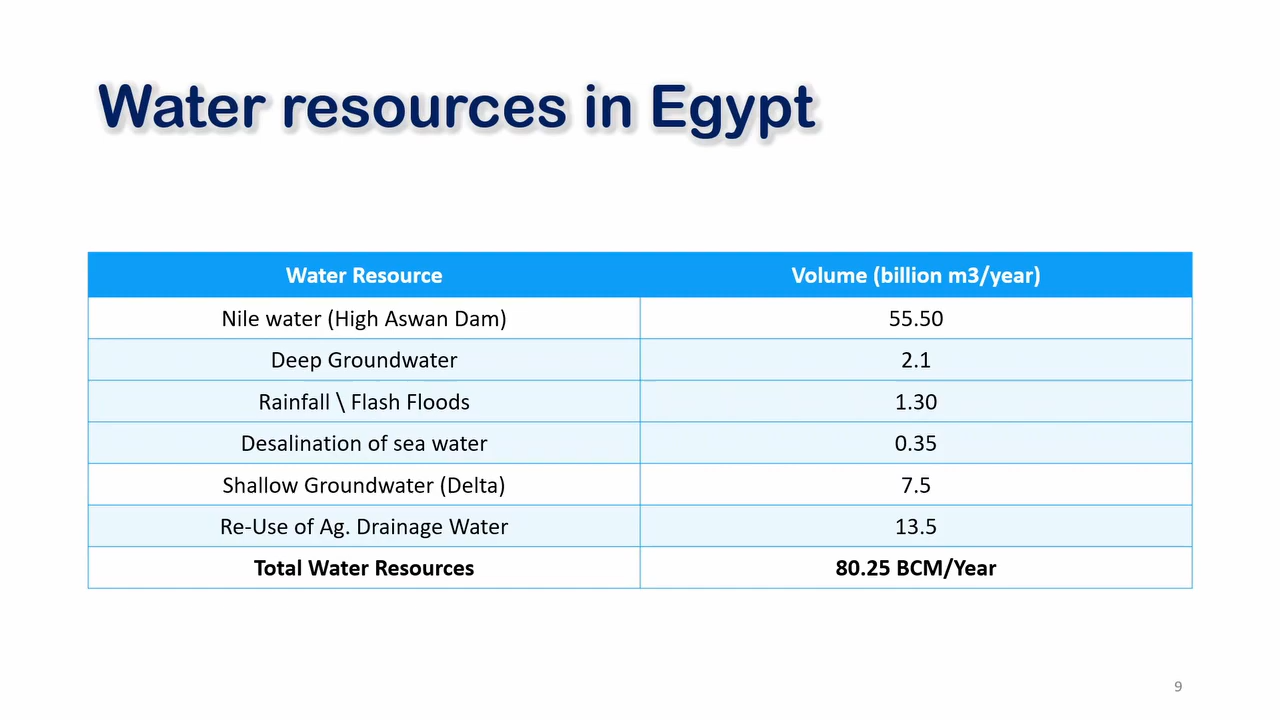 Water resources in Egypt
Water Resource Volume (billion m3/year)
Nile water (High Aswan Dam) 55.50
Deep Groundwater 2.1
Rainfall \ Flash Floods 1.30
Desalination of sea water 0.35
Shallow Groundwater (Delta) 7.5
Re-Use of Ag. Drainage Water 13.5
Total Water Resources 80.25 BCM/Year
9